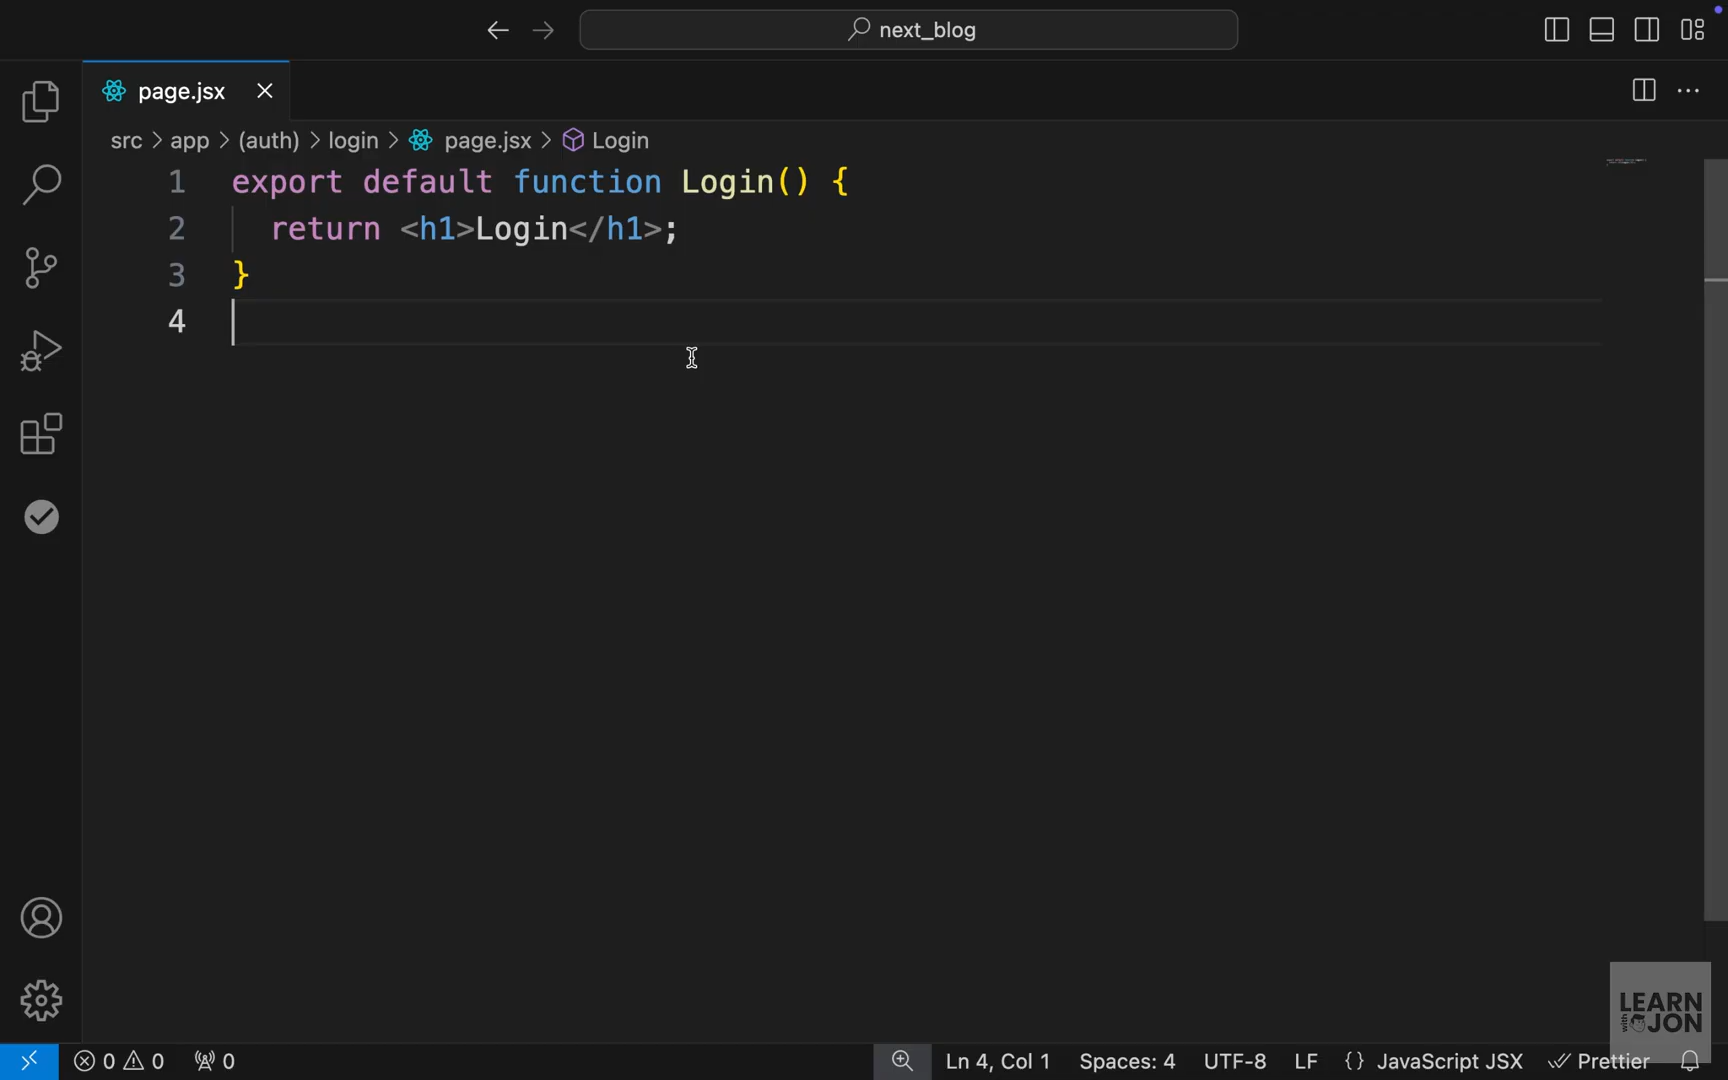 next_blog
page.jsx
src > app > (auth) > login > page.jsx > Login
1 export default function Login() {
2 return <h1>Login</h1>;
3 }
4
LEARN
with JON
0 0 0 Ln 4, Col 1 Spaces: 4 UTF-8 LF {} JavaScript JSX Prettier